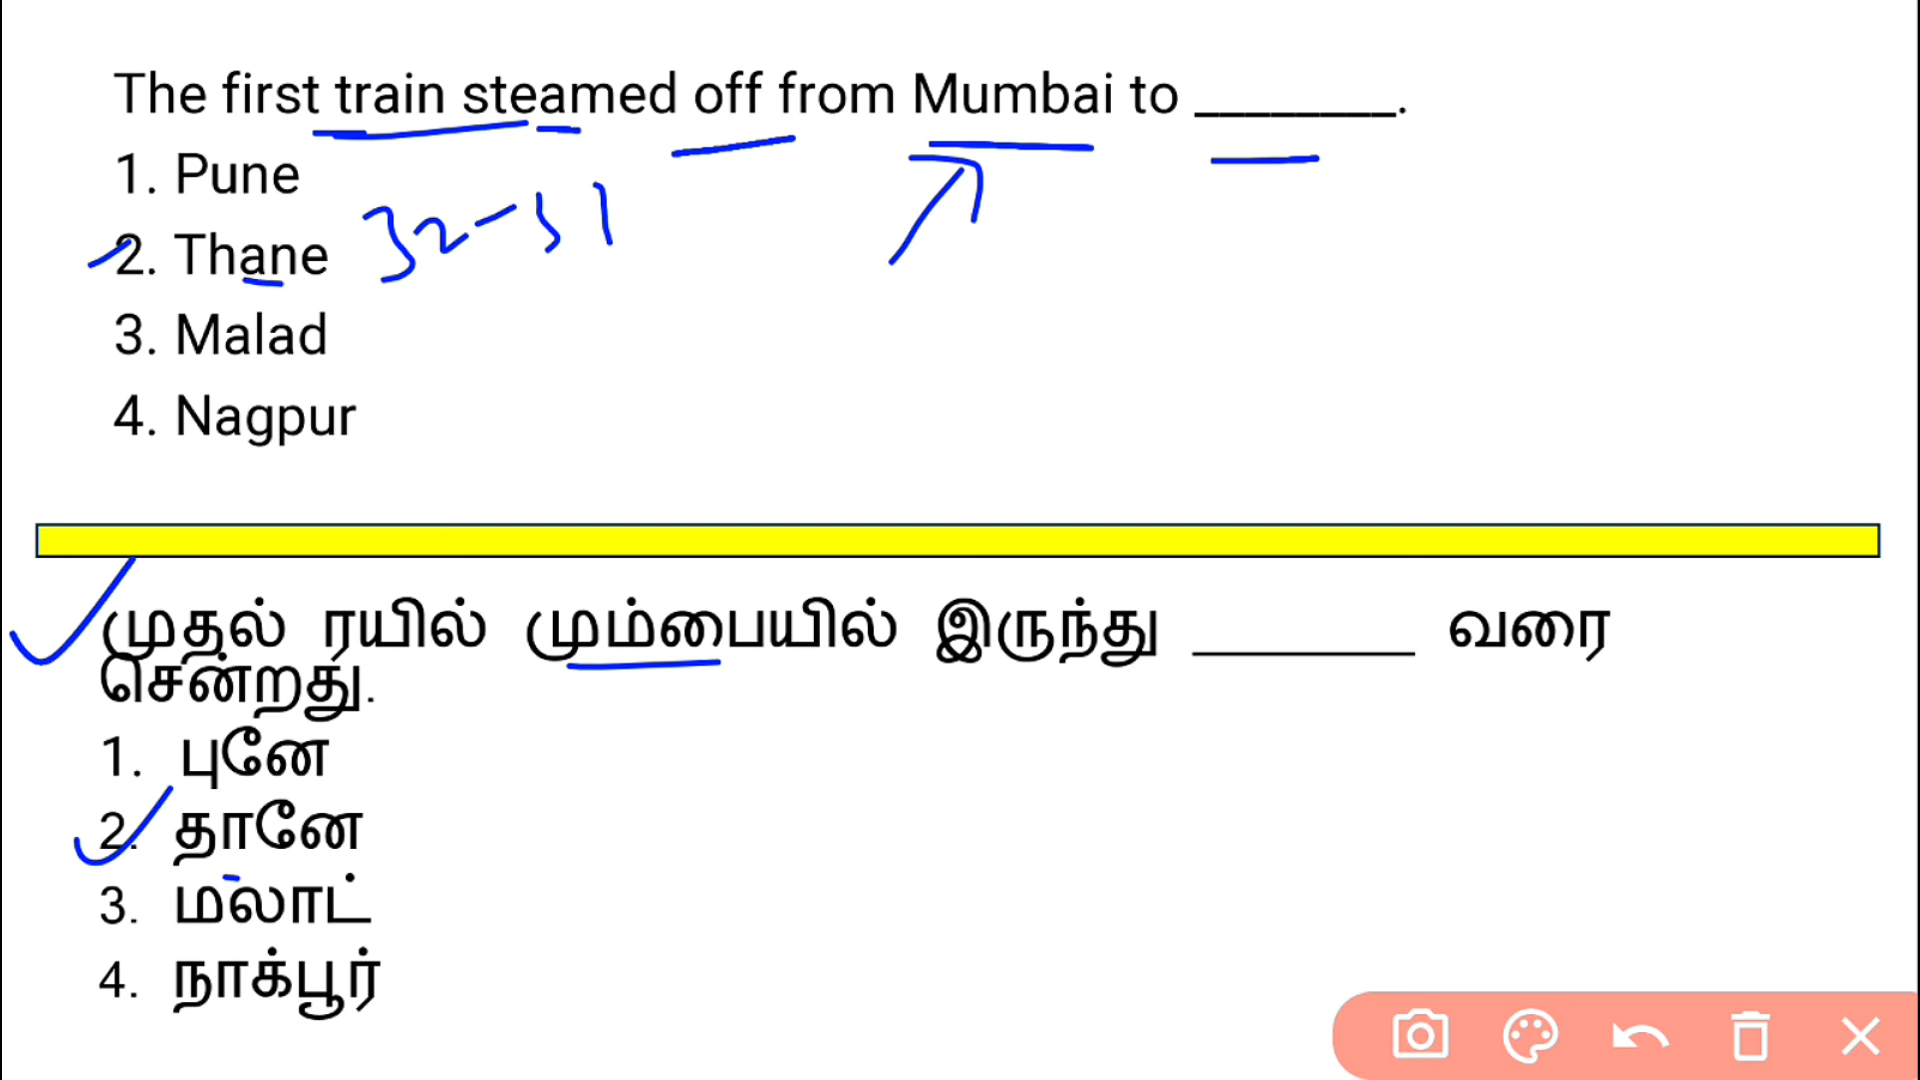 The first train steamed off from Mumbai to ________.
1. Pune
2. Thane
3. Malad
4. Nagpur
முதல் ரயில் மும்பையில் இருந்து ________ வரை
சென்றது.
1. புனே
2. தானே
3. மலாட்
4. நாக்பூர்